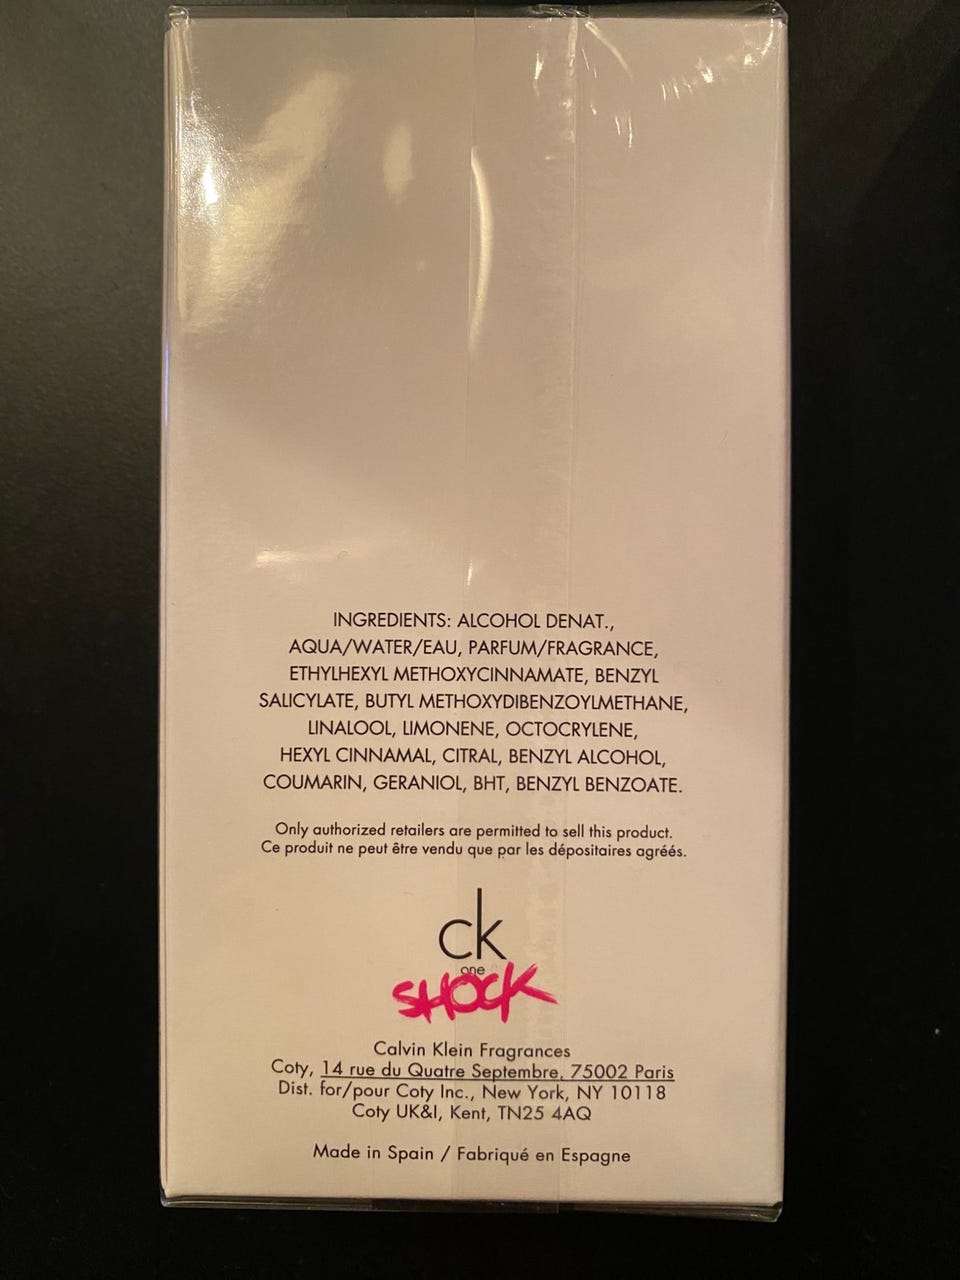 INGREDIENTS: ALCOHOL DENAT.,
AQUA/WATER/EAU, PARFUM/FRAGRANCE,
ETHYLHEXYL METHOXYCINNAMATE, BENZYL
SALICYLATE, BUTYL METHOXYDIBENZOYLMETHANE,
LINALOOL, LIMONENE, OCTOCRYLENE,
HEXYL CINNAMAL, CITRAL, BENZYL ALCOHOL,
COUMARIN, GERANIOL, BHT, BENZYL BENZOATE.
Only authorized retailers are permitted to sell this product.
Ce produit ne peut être vendu que par les dépositaires agréés.
ck
one
SHOCK
Calvin Klein Fragrances
Coty, 14 rue du Quatre Septembre, 75002 Paris
Dist. for/pour Coty Inc., New York, NY 10118
Coty UK&I, Kent, TN25 4AQ
Made in Spain / Fabriqué en Espagne